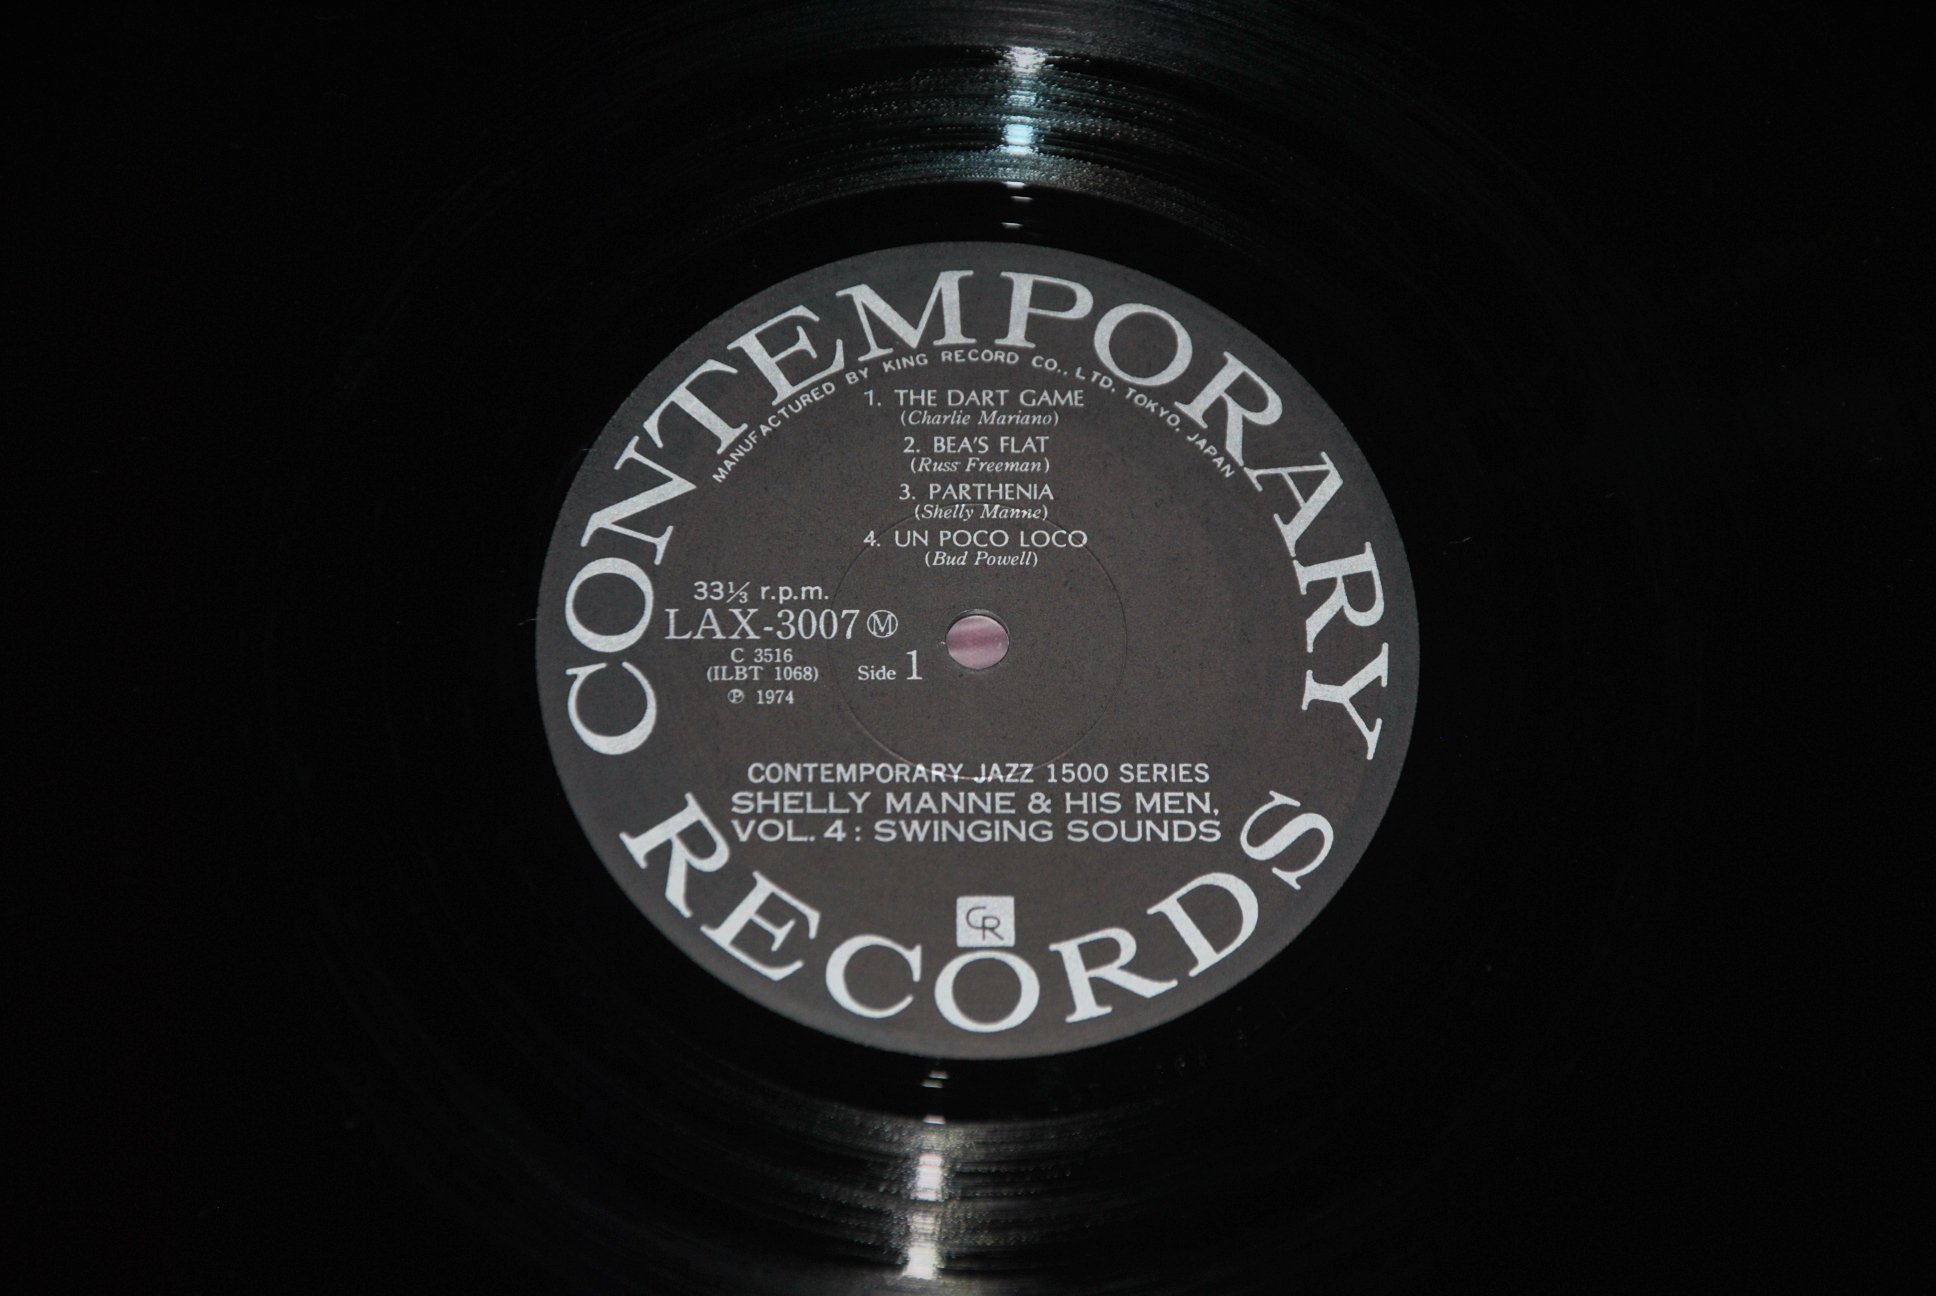 CONTEMPORARY
MANUFACTURED BY KING RECORD CO., LTD. TOKYO, JAPAN
1. THE DART GAME
(Charlie Mariano)
2. BEA'S FLAT
(Russ Freeman)
3. PARTHENIA
(Shelly Manne)
4. UN POCO LOCO
(Bud Powell)
33⅓ r.p.m.
LAX-3007 Ⓜ
C 3516
(ILBT 1068)
Side 1
℗ 1974
CONTEMPORARY JAZZ 1500 SERIES
SHELLY MANNE & HIS MEN,
VOL. 4: SWINGING SOUNDS
CR
RECORDS